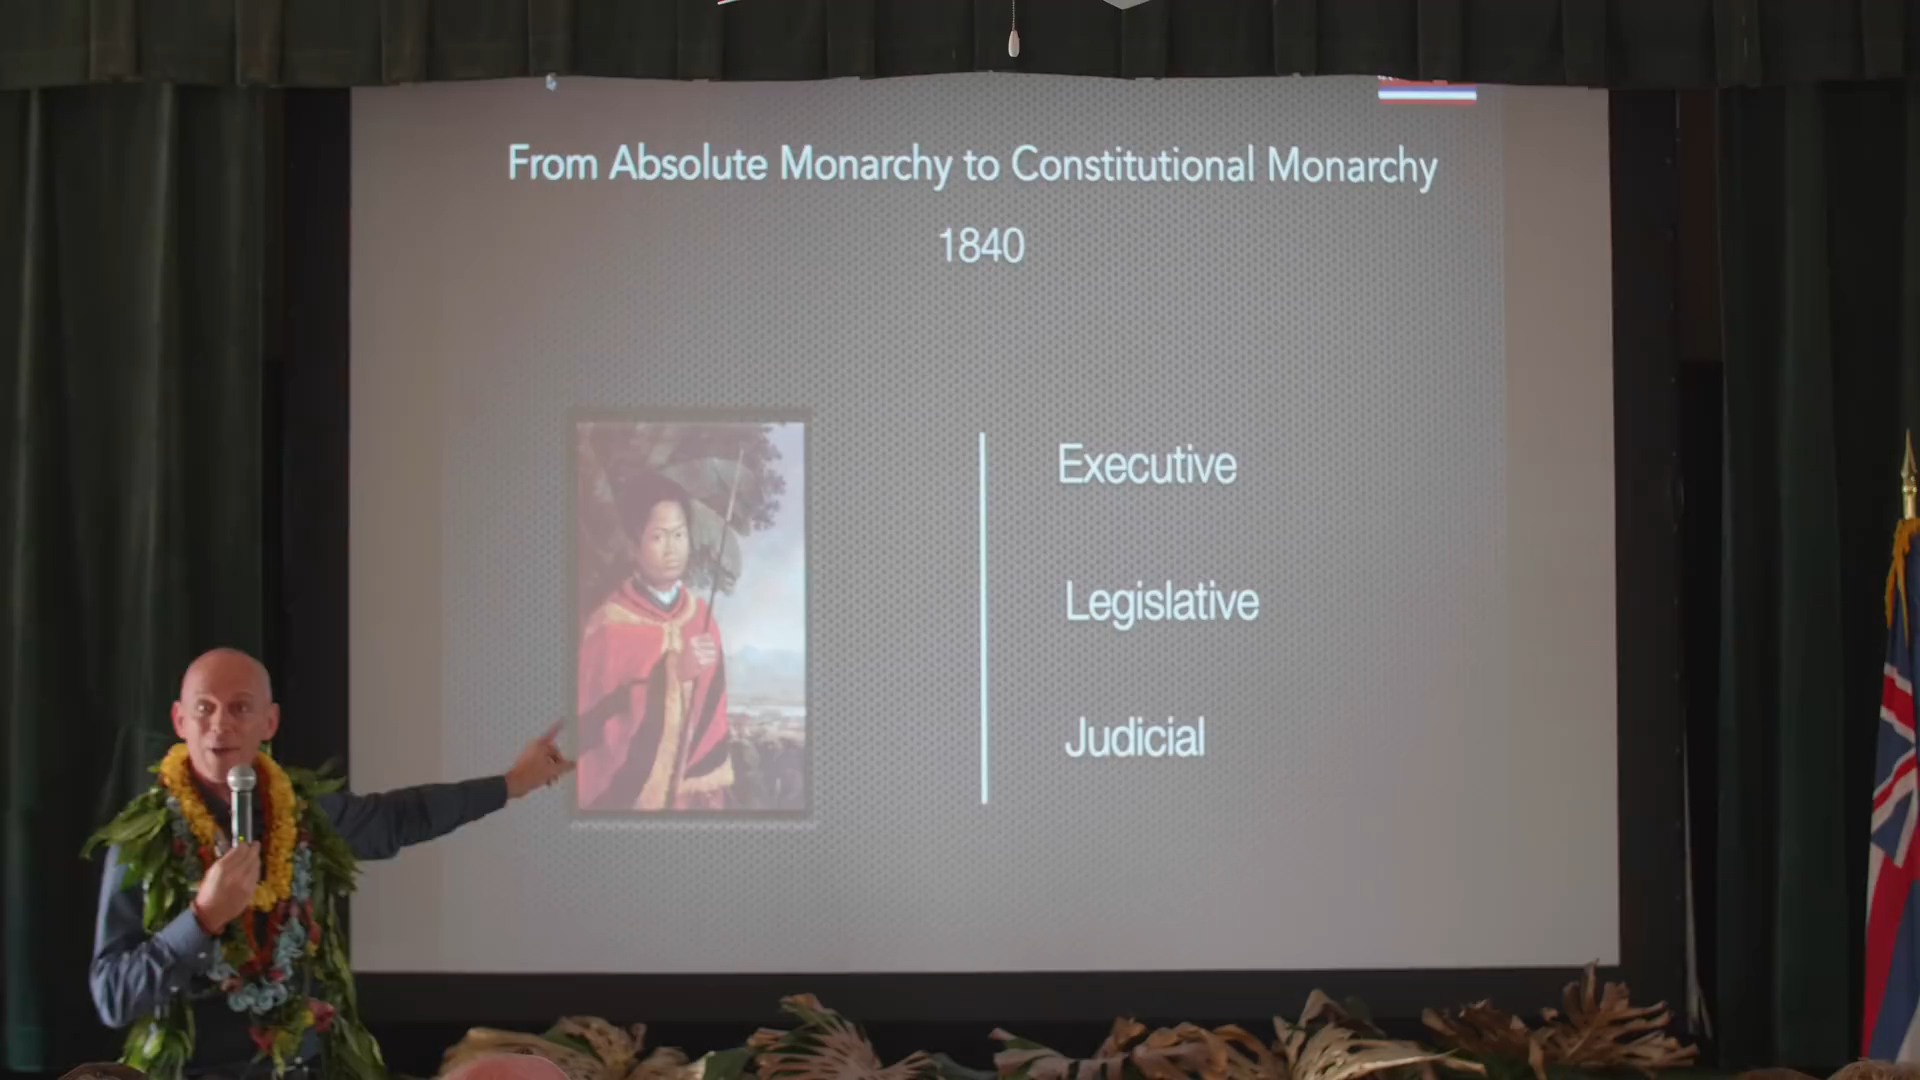 From Absolute Monarchy to Constitutional Monarchy
1840
Executive
Legislative
Judicial